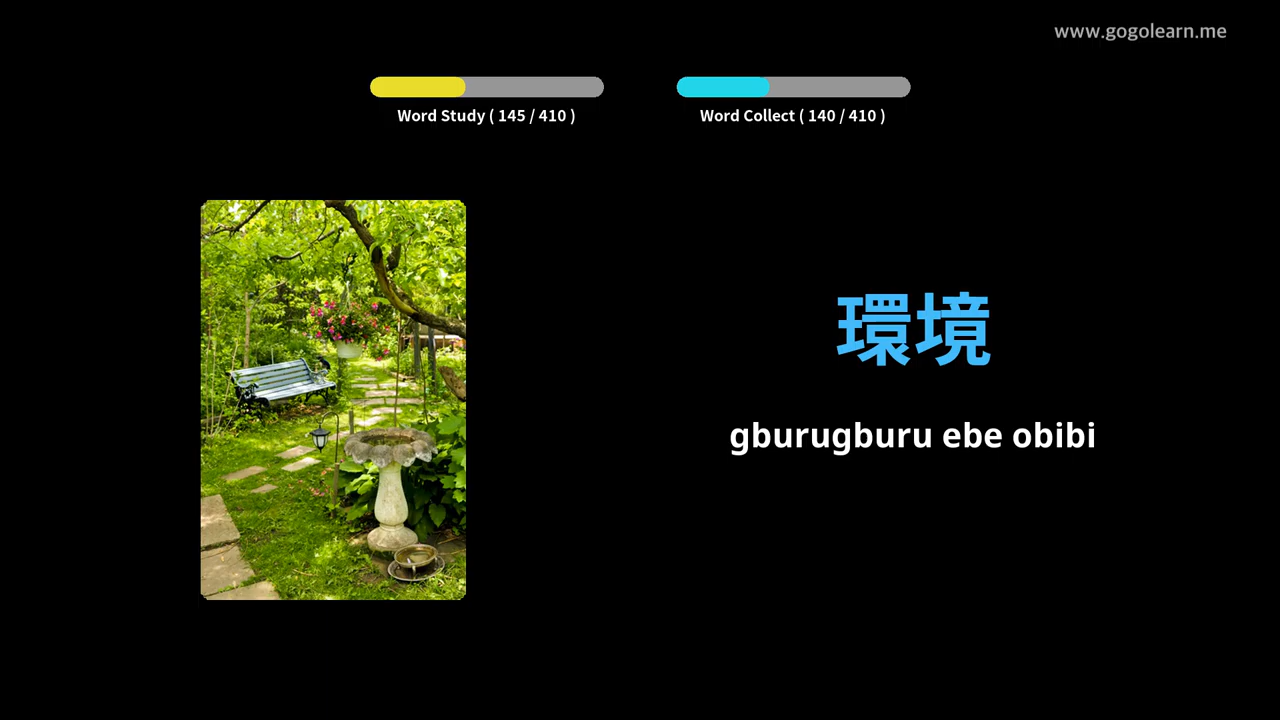 www.gogolearn.me
Word Study ( 145 / 410 )
Word Collect ( 140 / 410 )
環境
gburugburu ebe obibi